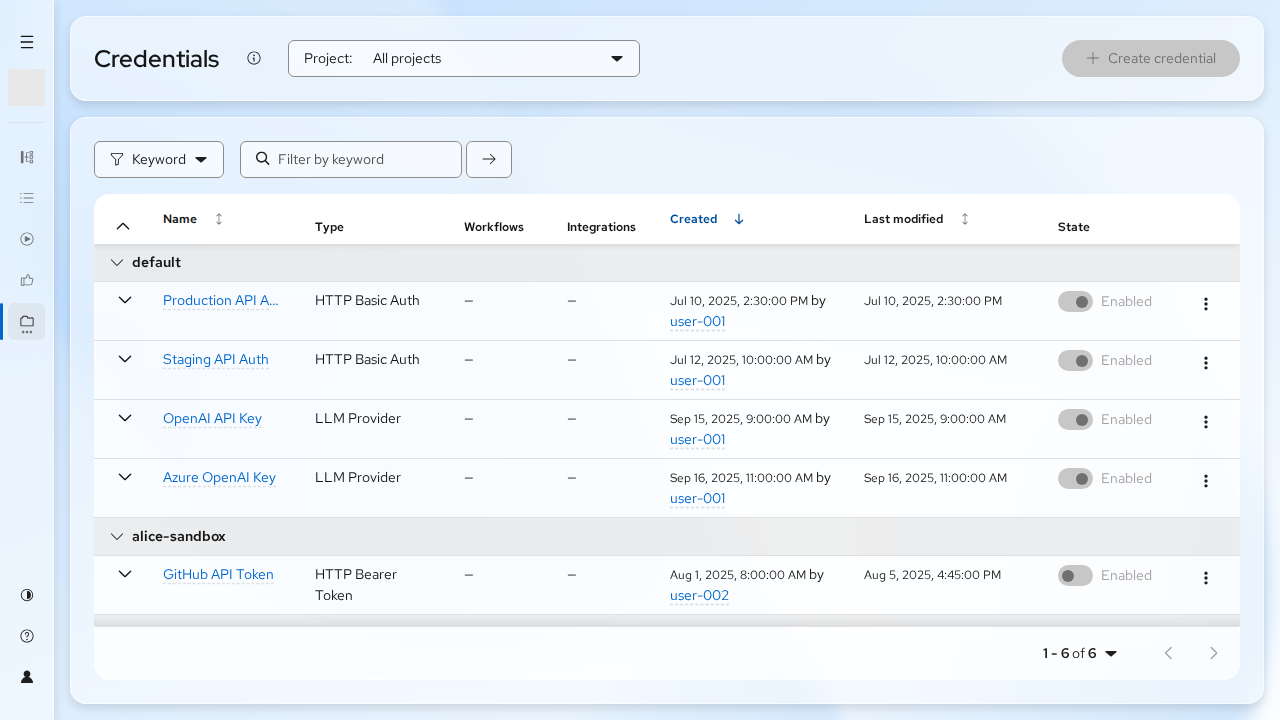 Credentials
Project: All projects
Create credential
Keyword
Filter by keyword
Name Type Workflows Integrations Created Last modified State
default
Production API A... HTTP Basic Auth – – Jul 10, 2025, 2:30:00 PM by Jul 10, 2025, 2:30:00 PM Enabled
user-001
Staging API Auth HTTP Basic Auth – – Jul 12, 2025, 10:00:00 AM by Jul 12, 2025, 10:00:00 AM Enabled
user-001
OpenAI API Key LLM Provider – – Sep 15, 2025, 9:00:00 AM by Sep 15, 2025, 9:00:00 AM Enabled
user-001
Azure OpenAI Key LLM Provider – – Sep 16, 2025, 11:00:00 AM by Sep 16, 2025, 11:00:00 AM Enabled
user-001
alice-sandbox
GitHub API Token HTTP Bearer – – Aug 1, 2025, 8:00:00 AM by Aug 5, 2025, 4:45:00 PM Enabled
Token user-002
1 - 6 of 6